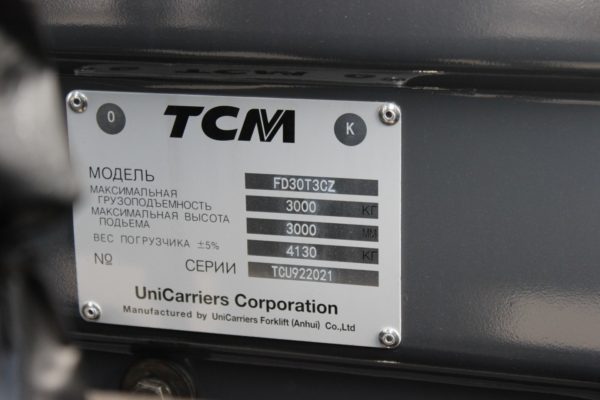 O TCM K
МОДЕЛЬ FD30T3CZ
МАКСИМАЛЬНАЯ
ГРУЗОПОДЪЕМНОСТЬ 3000 КГ
МАКСИМАЛЬНАЯ ВЫСОТА
ПОДЬЕМА 3000 ММ
ВЕС ПОГРУЗЧИКА ±5% 4130 КГ
№ СЕРИИ TCU922021
UniCarriers Corporation
Manufactured by UniCarriers Forklift (Anhui) Co.,Ltd